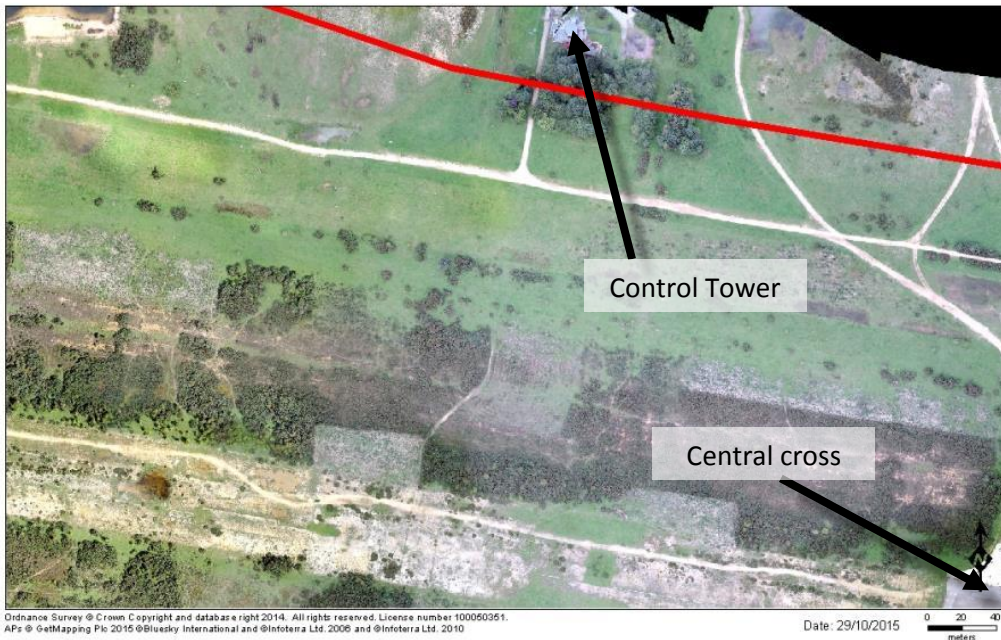 Control Tower
Central cross
Ordnance Survey © Crown Copyright and database right 2014. All rights reserved. License number 100050351.
APs © GetMapping Plc 2015 ©Bluesky International and ©Infoterra Ltd. 2006 and ©Infoterra Ltd. 2010
Date: 29/10/2015
0 20 40
meters